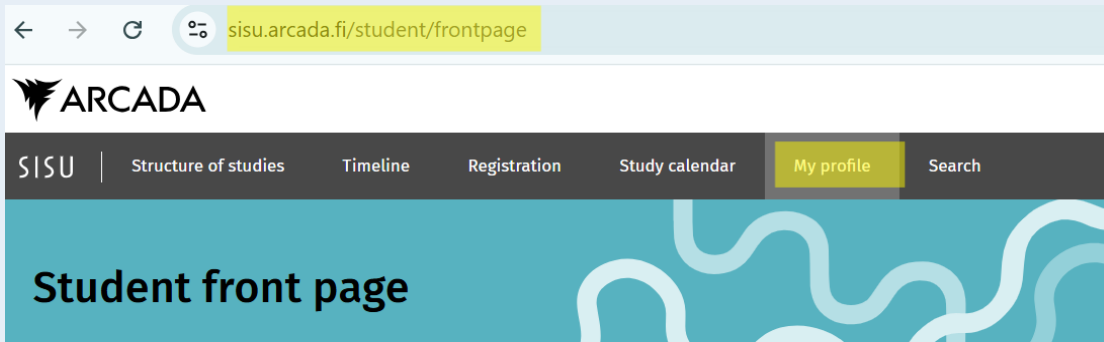 sisu.arcada.fi/student/frontpage
ARCADA
SISU Structure of studies Timeline Registration Study calendar My profile Search
Student front page